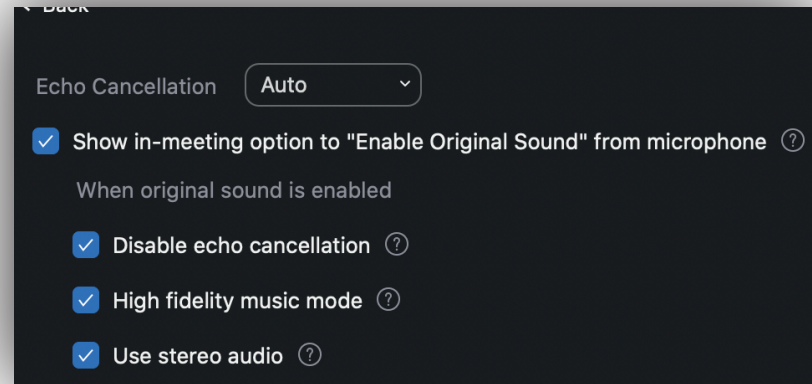 Back
Echo Cancellation Auto
Show in-meeting option to "Enable Original Sound" from microphone ?
When original sound is enabled
Disable echo cancellation ?
High fidelity music mode ?
Use stereo audio ?